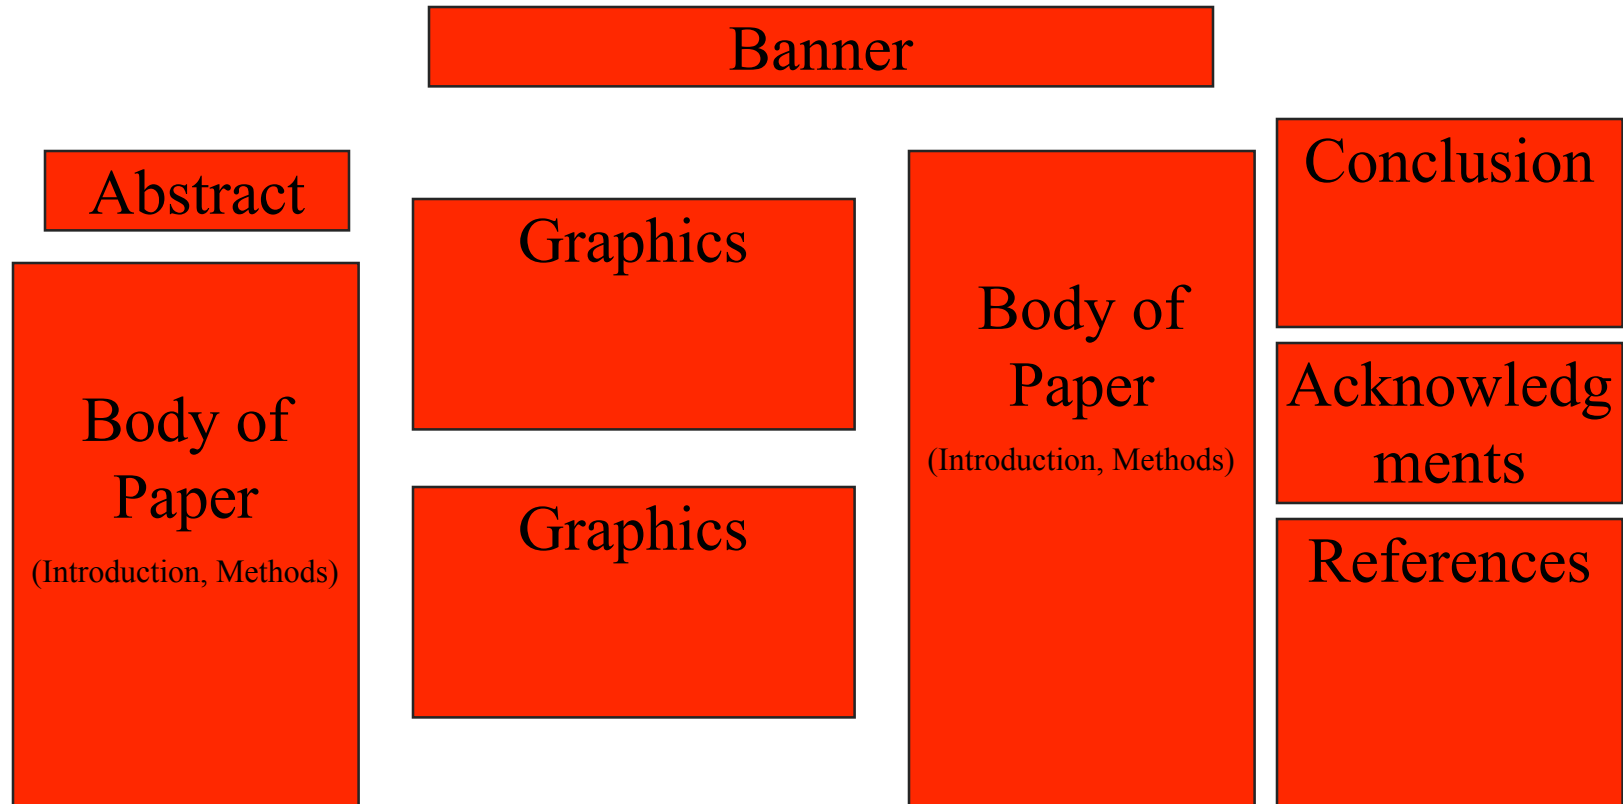 Banner
Abstract
Body of
Paper
(Introduction, Methods)
Graphics
Graphics
Body of
Paper
(Introduction, Methods)
Conclusion
Acknowledg
ments
References